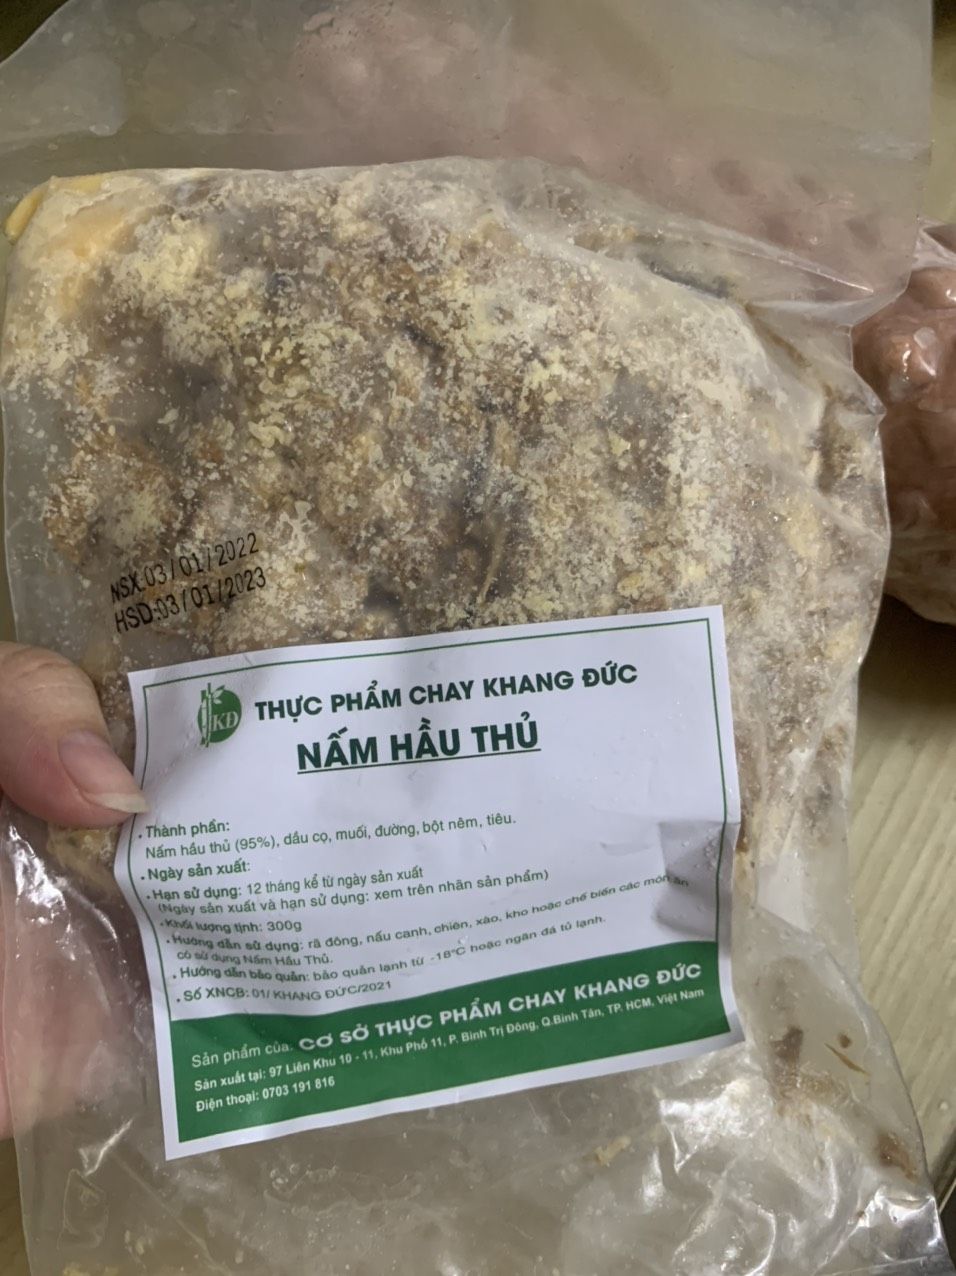 NSX:03/01/2022
HSD:03/01/2023
KĐ
THỰC PHẨM CHAY KHANG ĐỨC
NẤM HẦU THỦ
. Thành phần:
Nấm hầu thủ (95%), dầu cọ, muối, đường, bột nêm, tiêu.
. Ngày sản xuất:
. Hạn sử dụng: 12 tháng kể từ ngày sản xuất
(Ngày sản xuất và hạn sử dụng: xem trên nhãn sản phẩm)
. Khối lượng tịnh: 300g
. Hướng dẫn sử dụng: rã đông, nấu canh, chiên, xào, kho hoặc chế biến các món ăn
có sử dụng Nấm Hầu Thủ.
. Hướng dẫn bảo quản: bảo quản lạnh từ -18°C hoặc ngăn đá tủ lạnh.
. Số XNCB: 01/ KHANG ĐỨC/2021
Sản phẩm của: CƠ SỞ THỰC PHẨM CHAY KHANG ĐỨC
Sản xuất tại: 97 Liên Khu 10 - 11, Khu Phố 11, P. Bình Trị Đông, Q.Bình Tân, TP. HCM, Việt Nam
Điện thoại: 0703 191 816